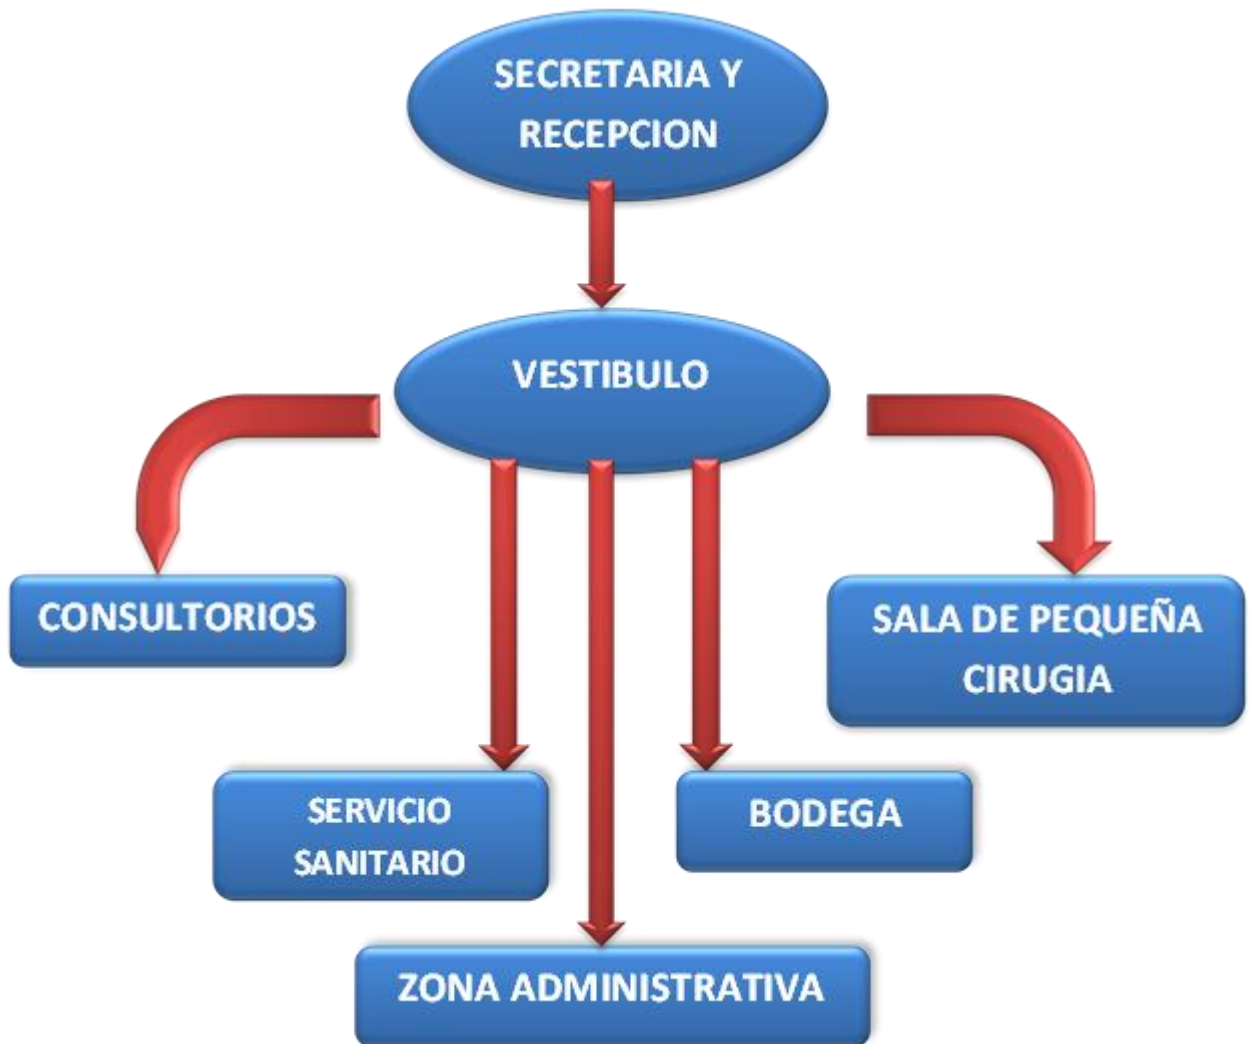 SECRETARIA Y
RECEPCION
VESTIBULO
CONSULTORIOS
SALA DE PEQUEÑA
CIRUGIA
SERVICIO
SANITARIO
BODEGA
ZONA ADMINISTRATIVA